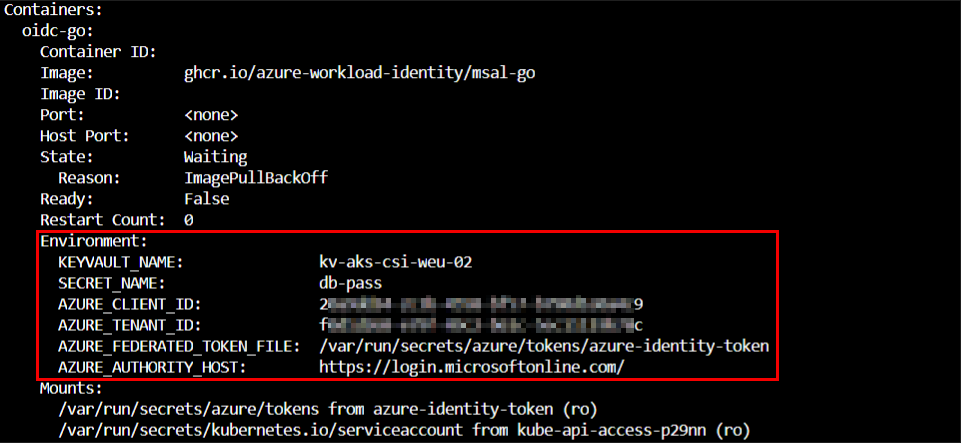 Containers:
oidc-go:
Container ID:
Image: ghcr.io/azure-workload-identity/msal-go
Image ID:
Port: <none>
Host Port: <none>
State: Waiting
Reason: ImagePullBackOff
Ready: False
Restart Count: 0
Environment:
KEYVAULT_NAME: kv-aks-csi-weu-02
SECRET_NAME: db-pass
AZURE_CLIENT_ID:
AZURE_TENANT_ID:
AZURE_FEDERATED_TOKEN_FILE: /var/run/secrets/azure/tokens/azure-identity-token
AZURE_AUTHORITY_HOST: https://login.microsoftonline.com/
Mounts:
/var/run/secrets/azure/tokens from azure-identity-token (ro)
/var/run/secrets/kubernetes.io/serviceaccount from kube-api-access-p29nn (ro)